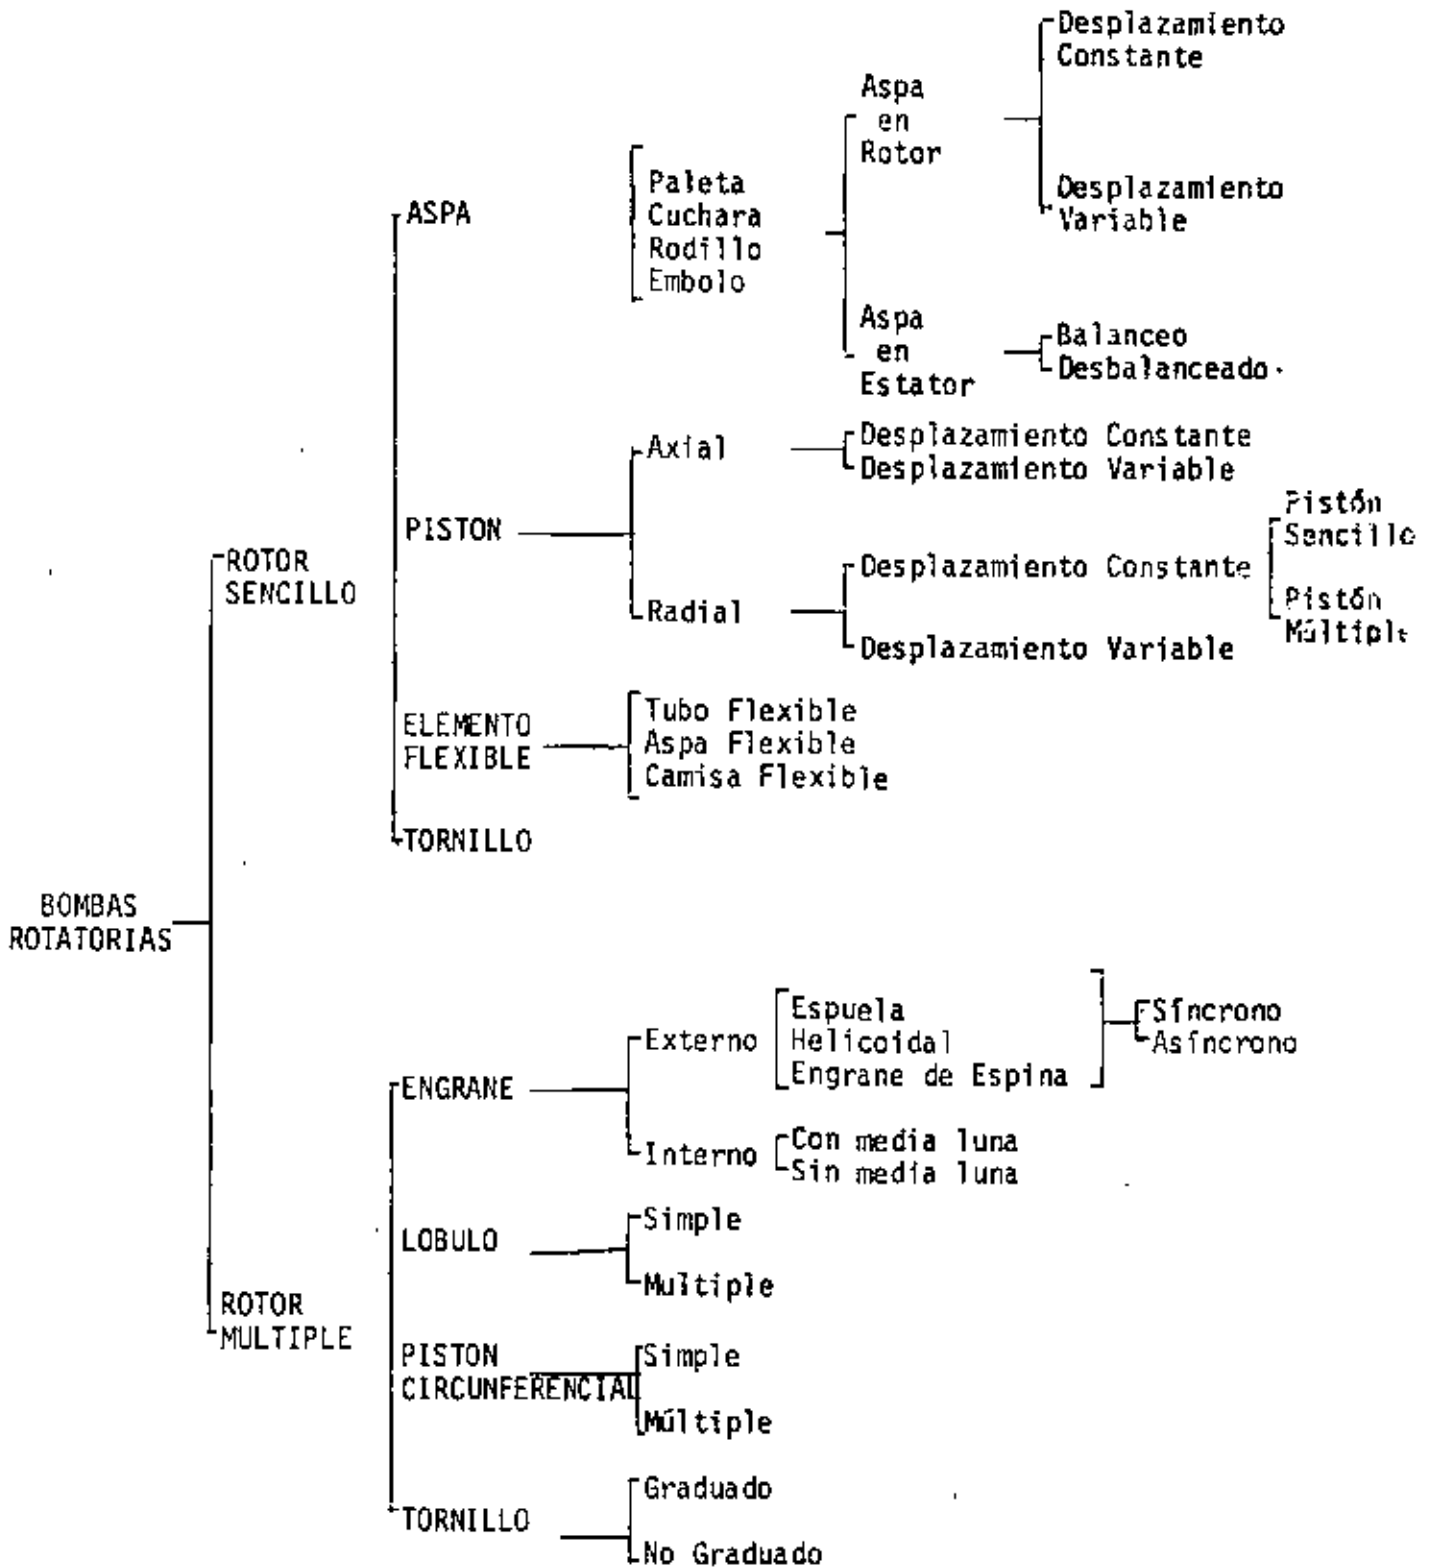 Desplazamiento
Constante
Aspa
en
Rotor
Desplazamiento
Variable
ASPA
Paleta
Cuchara
Rodillo
Embolo
Aspa
en
Estator
Balanceo
Desbalanceado
Axial
Desplazamiento Constante
Desplazamiento Variable
PISTON
Radial
Desplazamiento Constante
Pistón
Sencillo
Pistón
Múltiple
Desplazamiento Variable
ROTOR
SENCILLO
ELEMENTO
FLEXIBLE
Tubo Flexible
Aspa Flexible
Camisa Flexible
TORNILLO
BOMBAS
ROTATORIAS
ENGRANE
Externo
Espuela
Helicoidal
Engrane de Espina
Síncrono
Asíncrono
Interno
Con media luna
Sin media luna
LOBULO
Simple
Multiple
ROTOR
MULTIPLE
PISTON
CIRCUNFERENCIAL
Simple
Múltiple
TORNILLO
Graduado
No Graduado